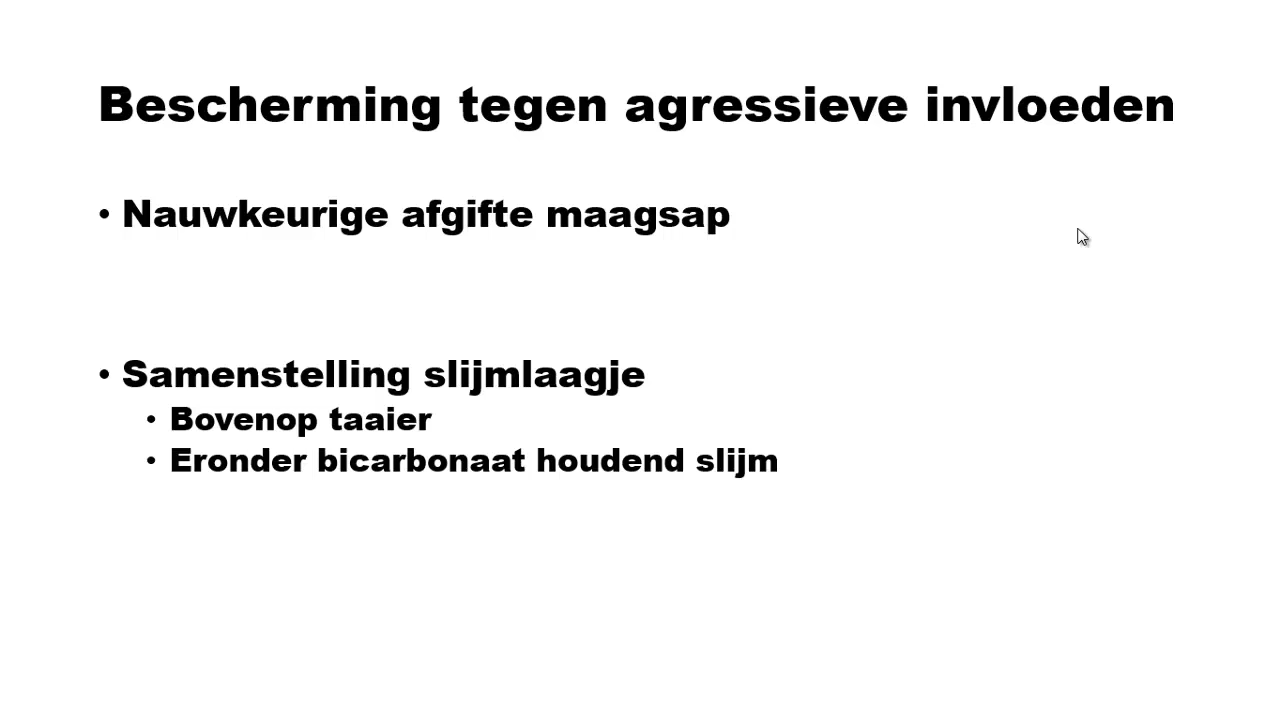 Bescherming tegen agressieve invloeden
• Nauwkeurige afgifte maagsap
• Samenstelling slijmlaagje
• Bovenop taaier
• Eronder bicarbonaat houdend slijm